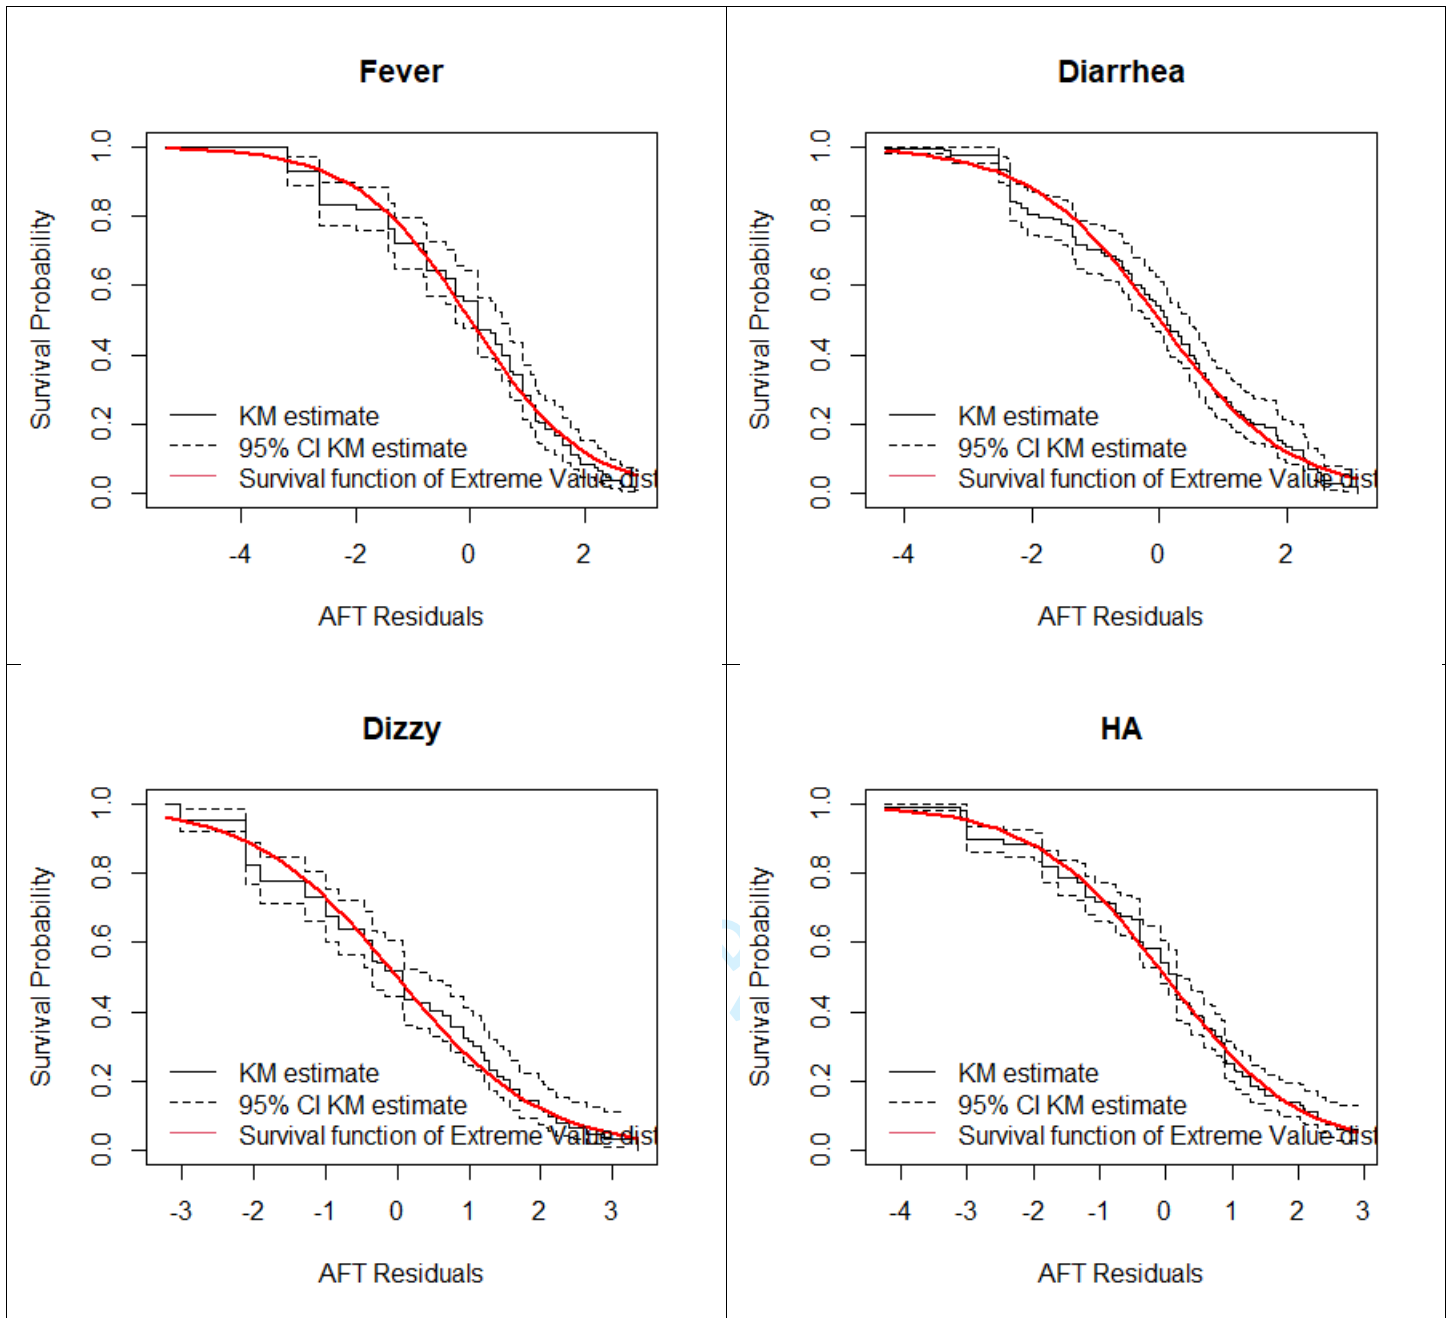 Fever
Survival Probability
0.0 0.2 0.4 0.6 0.8 1.0
KM estimate
95% CI KM estimate
Survival function of Extreme Value dist
-4 -2 0 2
AFT Residuals
Diarrhea
Survival Probability
0.0 0.2 0.4 0.6 0.8 1.0
KM estimate
95% CI KM estimate
Survival function of Extreme Value dist
-4 -2 0 2
AFT Residuals
Dizzy
Survival Probability
0.0 0.2 0.4 0.6 0.8 1.0
KM estimate
95% CI KM estimate
Survival function of Extreme Value dist
-3 -2 -1 0 1 2 3
AFT Residuals
HA
Survival Probability
0.0 0.2 0.4 0.6 0.8 1.0
KM estimate
95% CI KM estimate
Survival function of Extreme Value dist
-4 -3 -2 -1 0 1 2 3
AFT Residuals